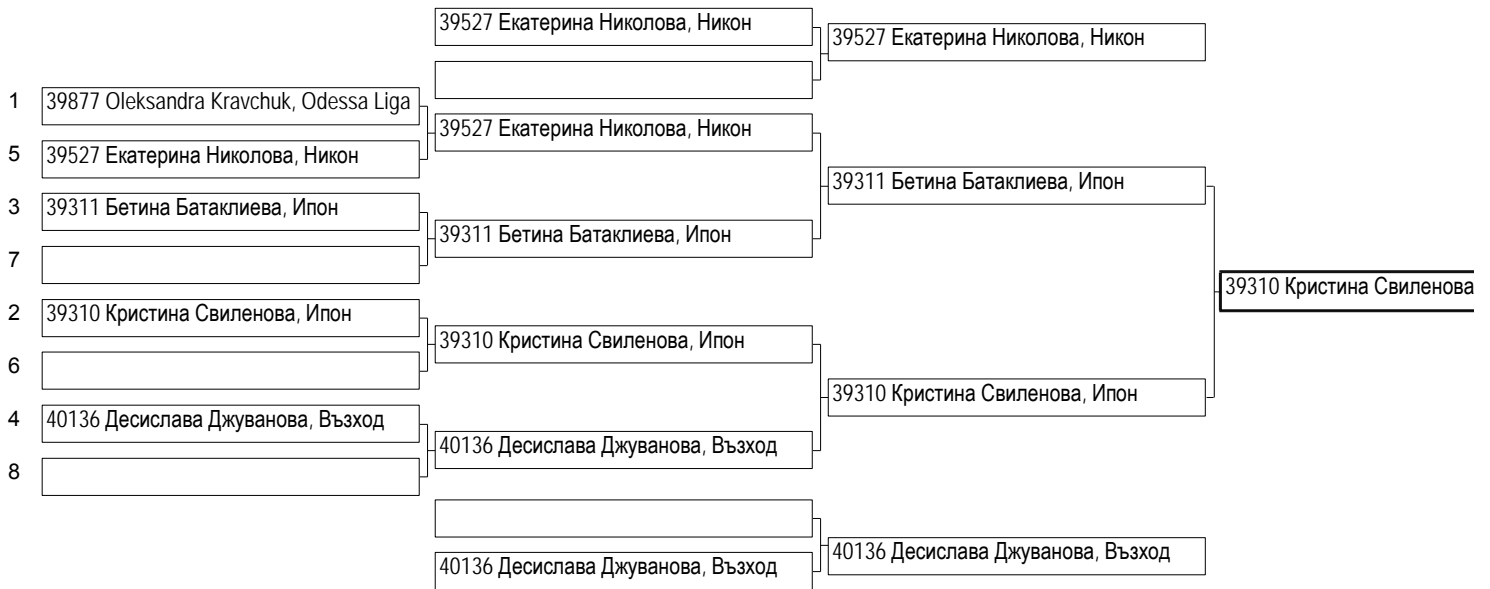 39527 Екатерина Николова, Никон
39527 Екатерина Николова, Никон
1 39877 Oleksandra Kravchuk, Odessa Liga
39527 Екатерина Николова, Никон
5 39527 Екатерина Николова, Никон
39311 Бетина Батаклиева, Ипон
3 39311 Бетина Батаклиева, Ипон
39311 Бетина Батаклиева, Ипон
7
39310 Кристина Свиленова
2 39310 Кристина Свиленова, Ипон
39310 Кристина Свиленова, Ипон
6
39310 Кристина Свиленова, Ипон
4 40136 Десислава Джуванова, Възход
40136 Десислава Джуванова, Възход
8
40136 Десислава Джуванова, Възход
40136 Десислава Джуванова, Възход